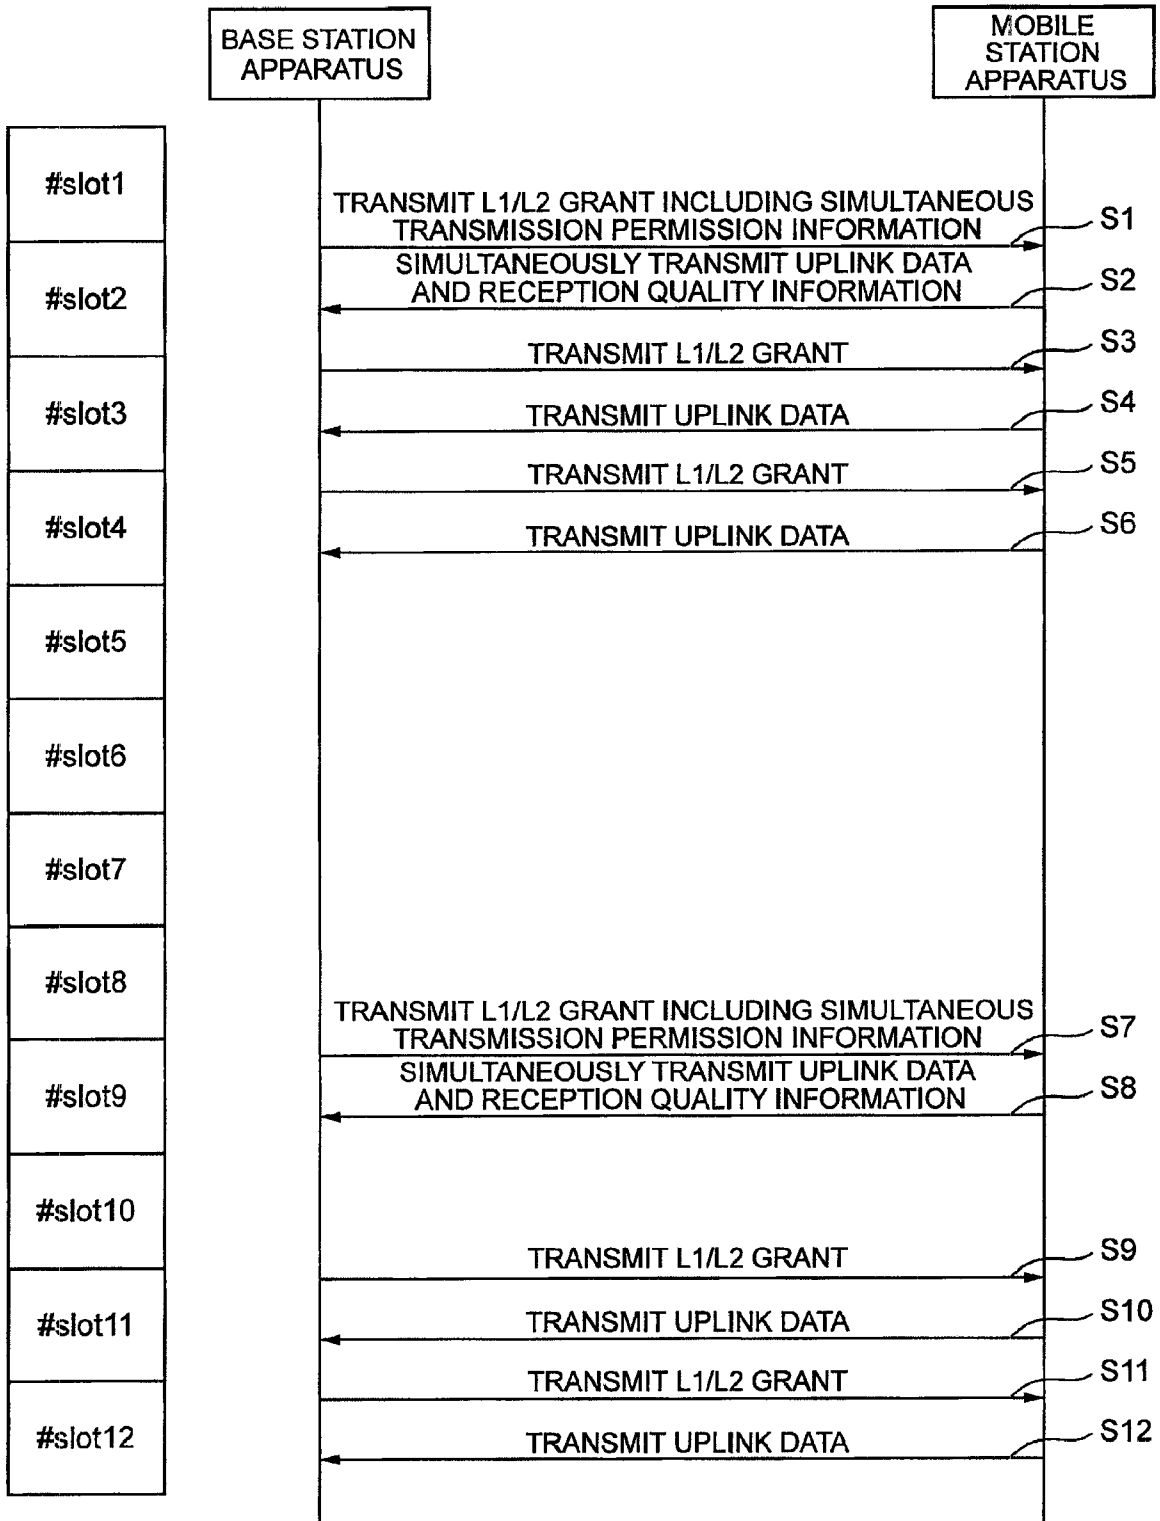 BASE STATION
APPARATUS
MOBILE
STATION
APPARATUS
#slot1
TRANSMIT L1/L2 GRANT INCLUDING SIMULTANEOUS
TRANSMISSION PERMISSION INFORMATION
S1
#slot2
SIMULTANEOUSLY TRANSMIT UPLINK DATA
AND RECEPTION QUALITY INFORMATION
S2
TRANSMIT L1/L2 GRANT
S3
#slot3
TRANSMIT UPLINK DATA
S4
TRANSMIT L1/L2 GRANT
S5
#slot4
TRANSMIT UPLINK DATA
S6
#slot5
#slot6
#slot7
#slot8
TRANSMIT L1/L2 GRANT INCLUDING SIMULTANEOUS
TRANSMISSION PERMISSION INFORMATION
S7
#slot9
SIMULTANEOUSLY TRANSMIT UPLINK DATA
AND RECEPTION QUALITY INFORMATION
S8
#slot10
TRANSMIT L1/L2 GRANT
S9
#slot11
TRANSMIT UPLINK DATA
S10
TRANSMIT L1/L2 GRANT
S11
#slot12
TRANSMIT UPLINK DATA
S12